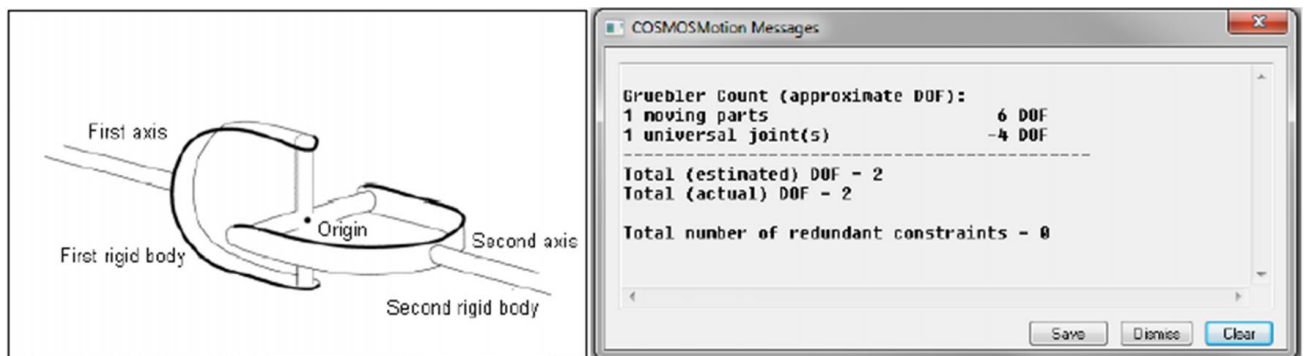 First axis
Origin
Second axis
First rigid body
Second rigid body
COSMOSMotion Messages
Gruebler Count (approximate DOF):
1 moving parts 6 DOF
1 universal joint(s) -4 DOF
--------------------------------------------------
Total (estimated) DOF = 2
Total (actual) DOF = 2
Total number of redundant constraints = 0
Save Dismiss Clear